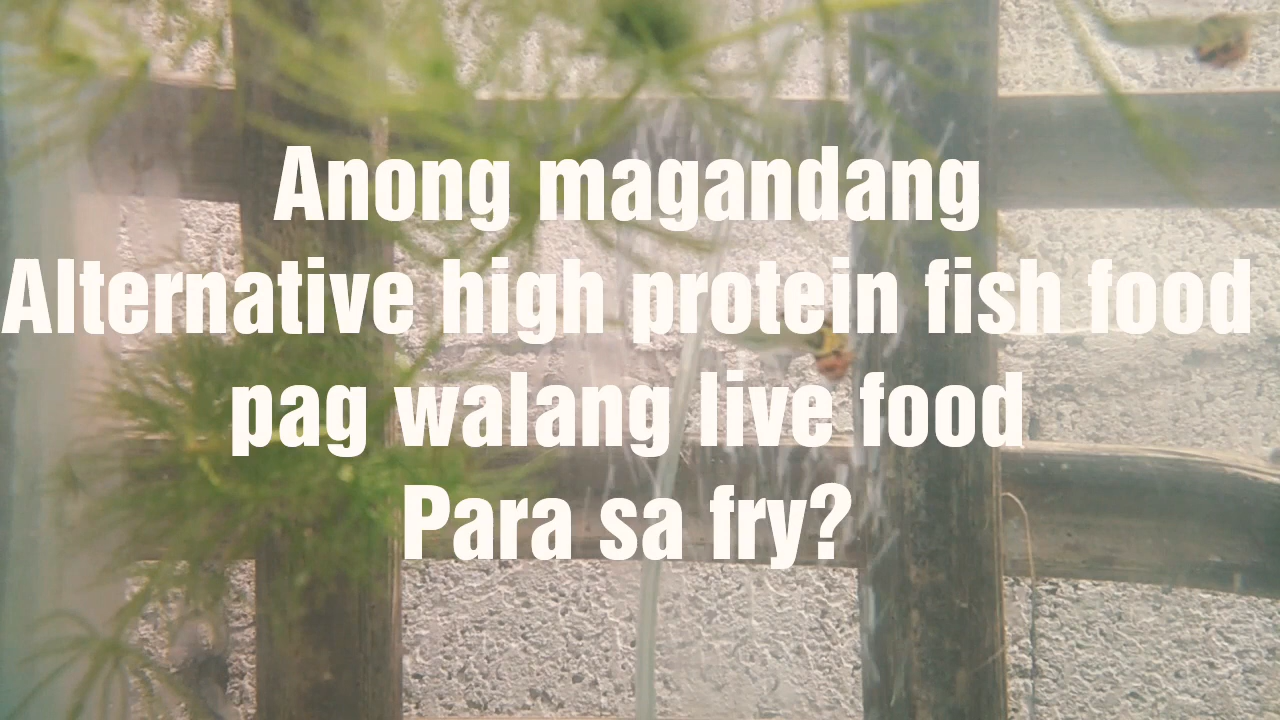 Anong magandang
Alternative high protein fish food
pag walang live food
Para sa fry?